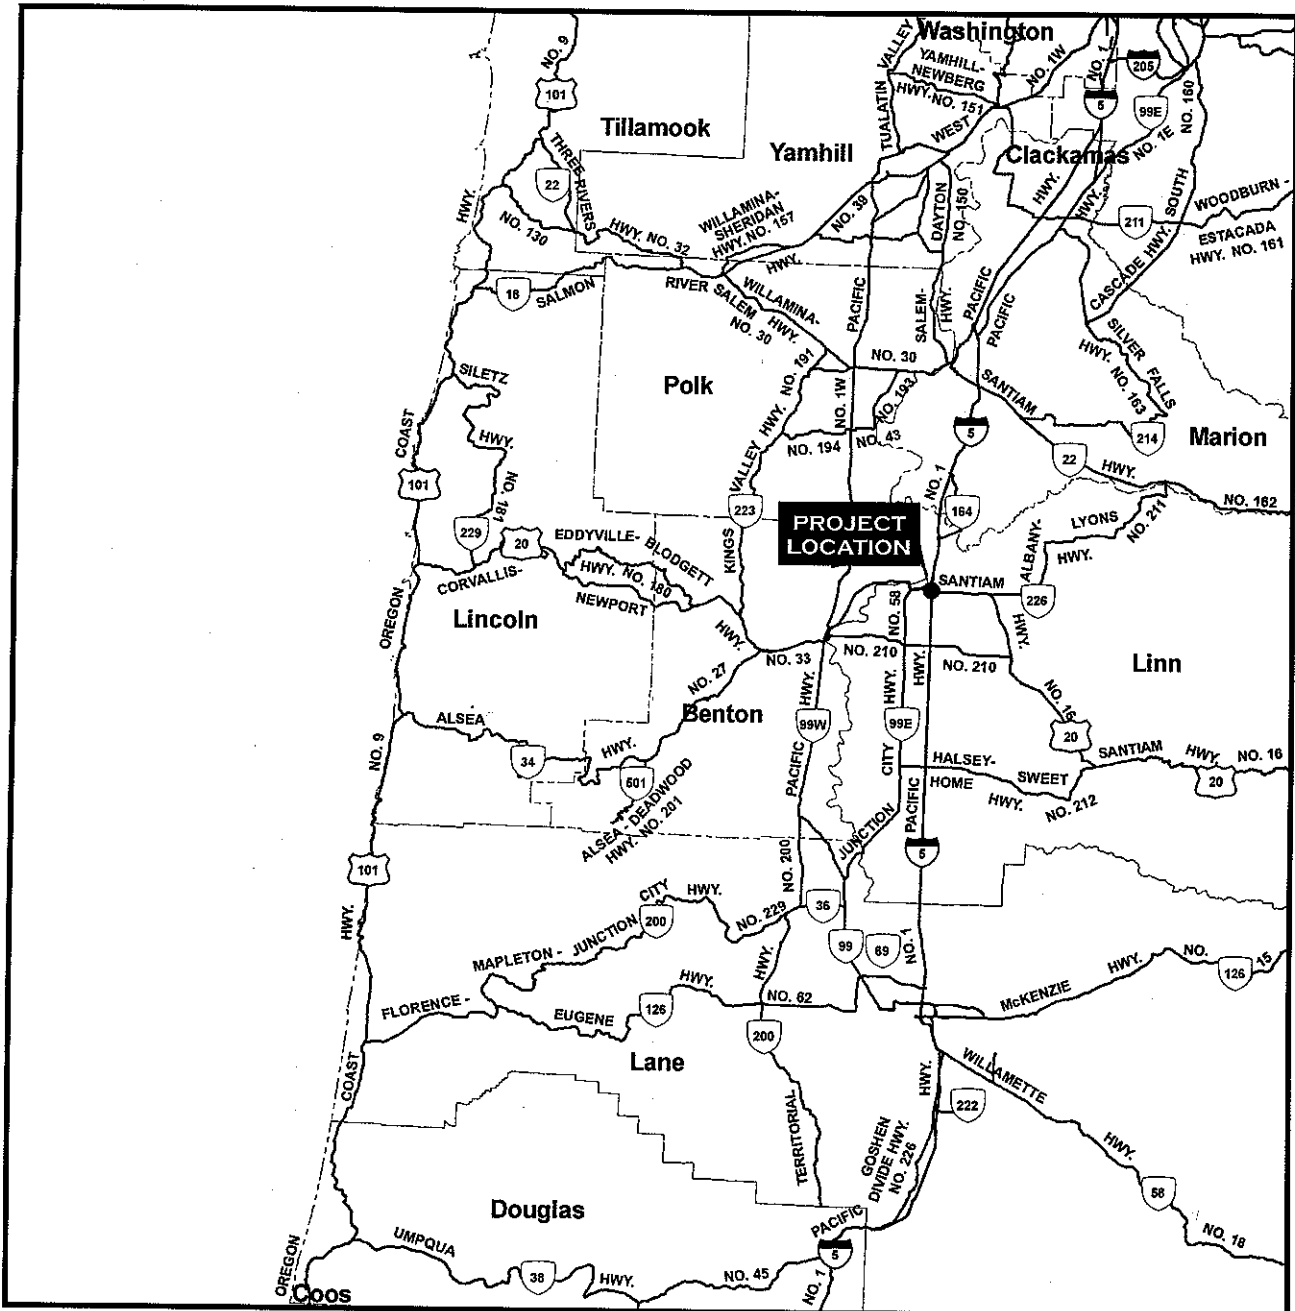 Washington
NO. 9
101
Tillamook
Yamhill
TUALATIN VALLEY
YAMHILL-
NEWBERG
HWY. NO. 151
WEST
NO. 1W
NO. 1
205
5
99E
NO. 1E
NO. 160
Clackamas
HWY.
HWY.
THREE RIVERS
22
HWY.
NO. 130
HWY. NO. 32
WILLAMINA-
SHERIDAN
HWY. NO. 157
NO. 39
HWY.
DAYTON
NO. 150
211
WOODBURN -
ESTACADA
HWY. NO. 161
CASCADE HWY. SOUTH
18
SALMON
RIVER
SALEM
NO. 30
WILLAMINA-
HWY.
PACIFIC
SALEM-
HWY.
PACIFIC
PACIFIC
SILVER FALLS
HWY. NO. 163
SILETZ
HWY.
NO. 181
229
Polk
NO. 30
NO. 191
HWY.
VALLEY
NO. 1W
NO. 193
NO. 194
NO. 43
SANTIAM
5
214
Marion
22
HWY.
NO. 162
COAST
101
223
KINGS
PROJECT
LOCATION
NO. 1
164
ALBANY-
LYONS
HWY.
NO. 211
20
EDDYVILLE-
BLODGETT
HWY. NO. 180
CORVALLIS-
NEWPORT
HWY.
SANTIAM
226
NO. 58
OREGON
Lincoln
NO. 33
NO. 210
NO. 210
HWY.
HWY.
Linn
NO. 27
Benton
HWY.
99W
HWY.
99E
NO. 16
20
ALSEA
34
HWY.
501
ALSEA - DEADWOOD
HWY. NO. 201
NO. 9
PACIFIC
CITY
HALSEY-
HOME
SWEET
HWY.
NO. 212
SANTIAM
HWY.
NO. 16
20
JUNCTION
PACIFIC
5
101
NO. 200
HWY.
MAPLETON -
JUNCTION
CITY
HWY.
200
NO. 229
36
99
69
NO. 1
HWY.
NO.
15
126
FLORENCE -
EUGENE
126
HWY.
HWY.
NO. 62
McKENZIE
200
COAST
Lane
WILLAMETTE
HWY.
222
TERRITORIAL
GOSHEN
DIVIDE HWY.
NO. 226
HWY.
58
NO. 18
Douglas
UMPQUA
38
HWY.
NO. 45
PACIFIC
5
NO. 1
OREGON
Coos